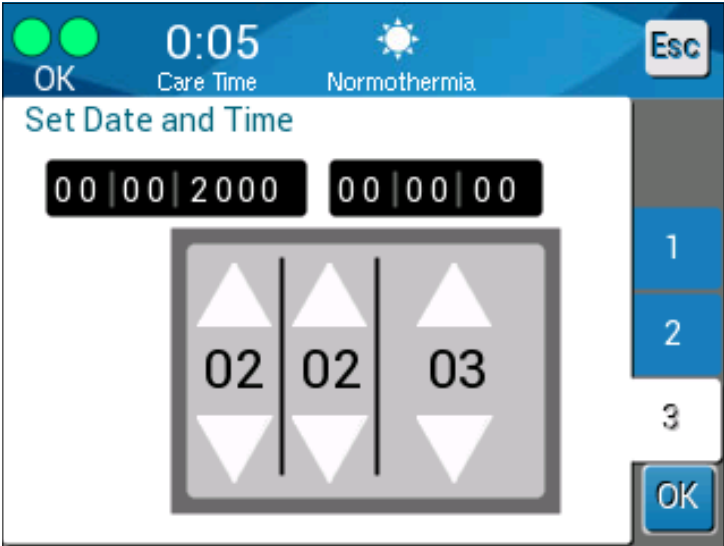 0:05
Esc
OK Care Time Normothermia
Set Date and Time
00|00|2000 00|00|00
1
2
02 02 03
3
OK